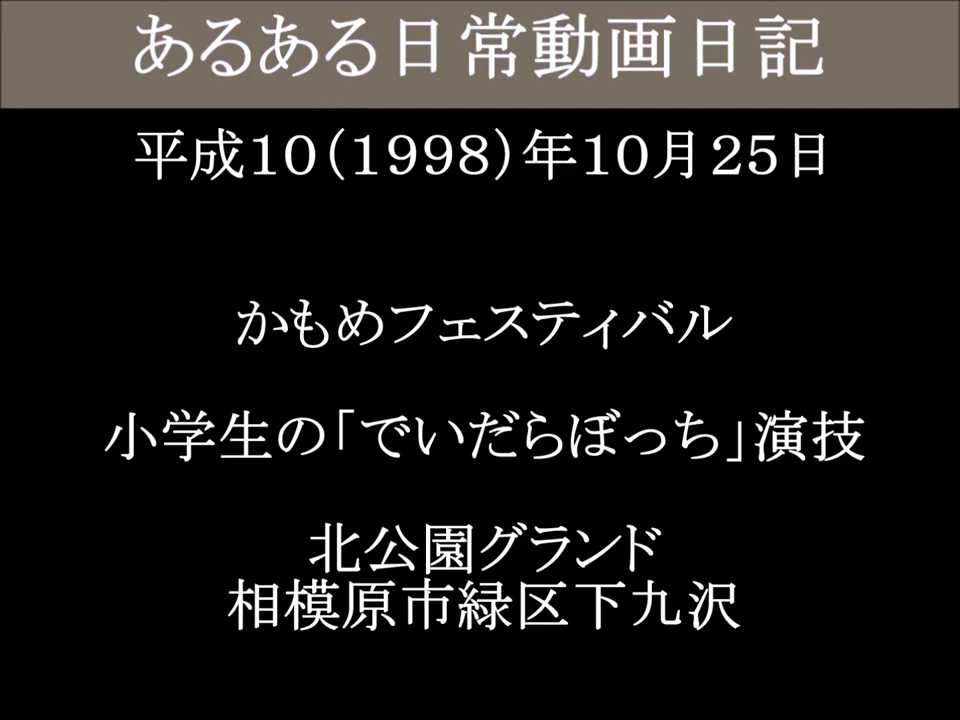 あるある日常動画日記
平成１０（１９９８）年１０月２５日
かもめフェスティバル
小学生の「でいだらぼっち」演技
北公園グランド
相模原市緑区下九沢